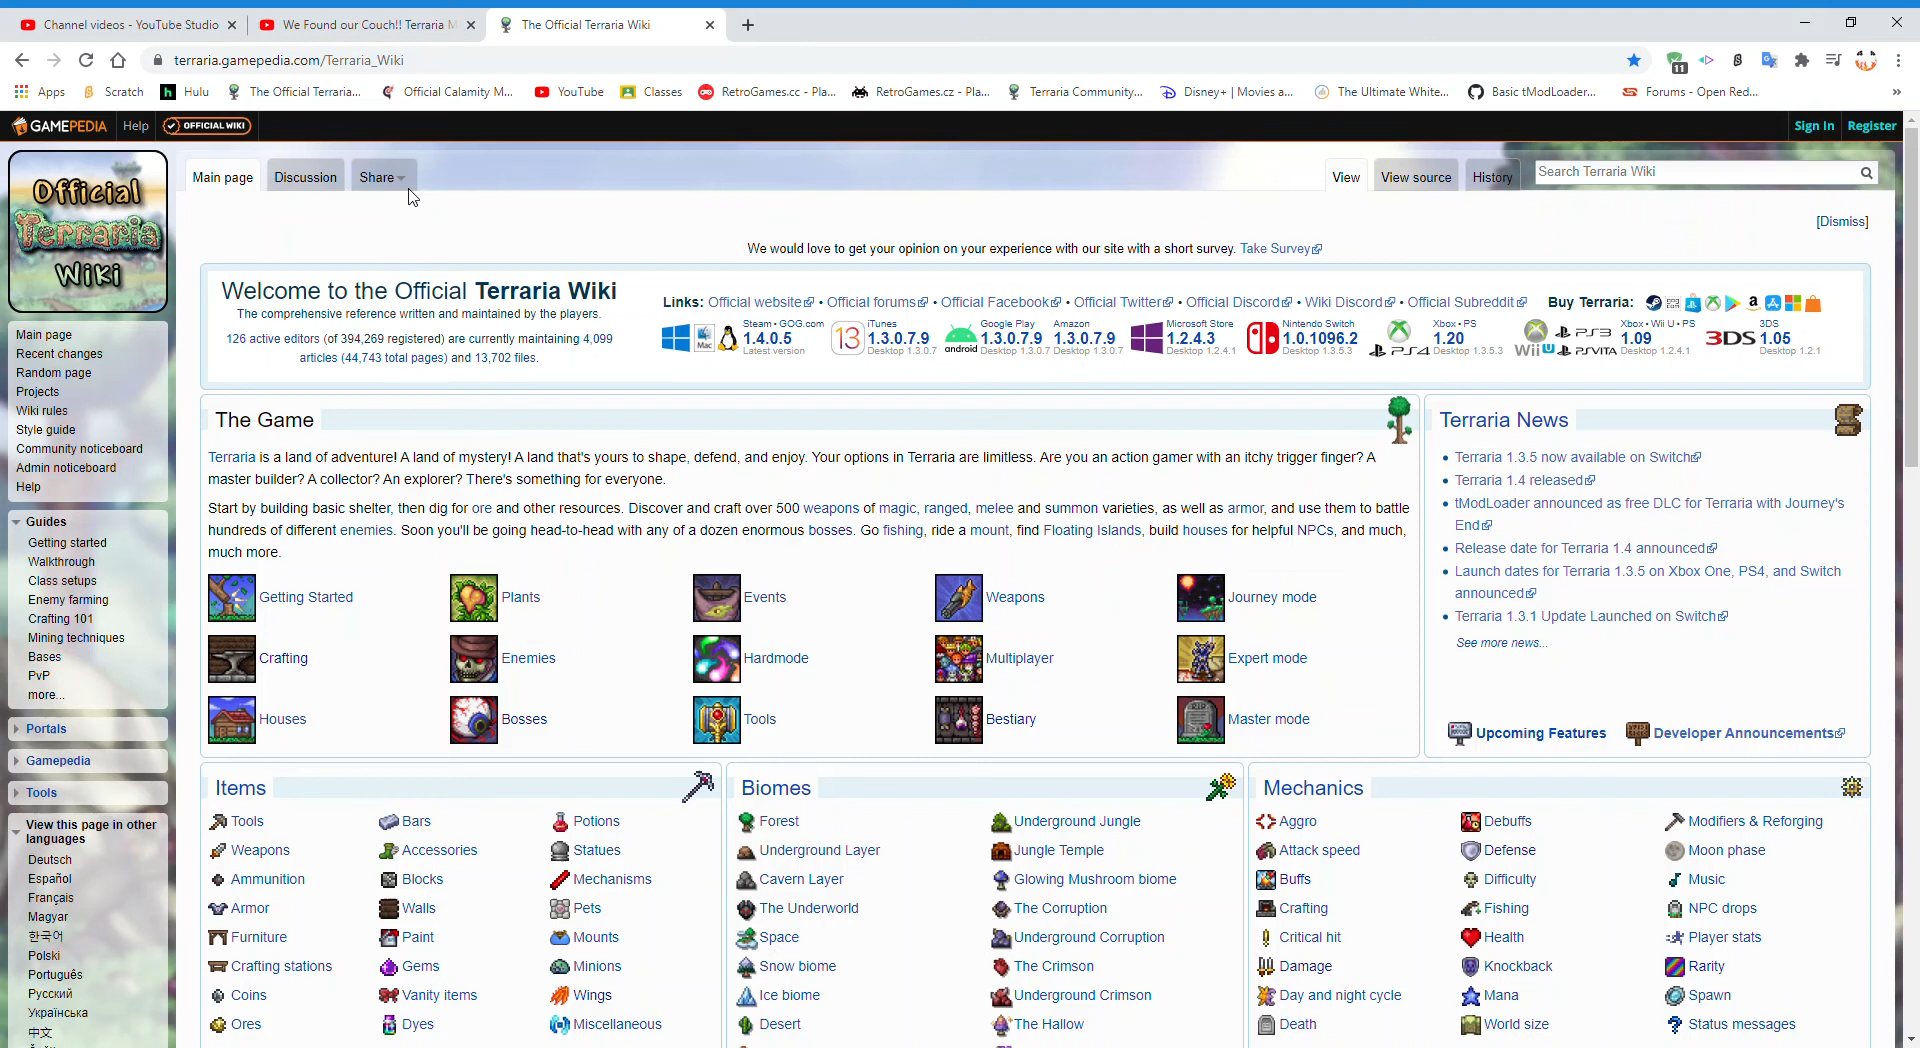 Channel videos - YouTube Studio
We Found our Couch!! Terraria M
The Official Terraria Wiki
terraria.gamepedia.com/Terraria_Wiki
11
Apps
Scratch
Hulu
The Official Terraria...
Official Calamity M...
YouTube
Classes
RetroGames.cc - Pla...
RetroGames.cz - Pla...
Terraria Community...
Disney+ | Movies a...
The Ultimate White...
Basic tModLoader...
Forums - Open Red...
GAMEPEDIA
Help
OFFICIAL WIKI
Sign In
Register
Official
Terraria
Wiki
Main page
Discussion
Share
View
View source
History
Search Terraria Wiki
[Dismiss]
We would love to get your opinion on your experience with our site with a short survey. Take Survey
Main page
Recent changes
Random page
Projects
Wiki rules
Style guide
Community noticeboard
Admin noticeboard
Help
Guides
Getting started
Walkthrough
Class setups
Enemy farming
Crafting 101
Mining techniques
Bases
PvP
more...
Portals
Gamepedia
Tools
View this page in other
languages
Deutsch
Español
Français
Magyar
한국어
Polski
Português
Русский
Українська
中文
Welcome to the Official Terraria Wiki
The comprehensive reference written and maintained by the players.
126 active editors (of 394,269 registered) are currently maintaining 4,099
articles (44,743 total pages) and 13,702 files.
Links: Official website • Official forums • Official Facebook • Official Twitter • Official Discord • Wiki Discord • Official Subreddit
Buy Terraria:
Mac
Steam • GOG.com
1.4.0.5
Latest version
13
iTunes
1.3.0.7.9
Desktop 1.3.0.7
android
Google Play
1.3.0.7.9
Desktop 1.3.0.7
Amazon
1.3.0.7.9
Desktop 1.3.0.7
Microsoft Store
1.2.4.3
Desktop 1.2.4.1
Nintendo Switch
1.0.1096.2
Desktop 1.3.5.3
PS4
Xbox • PS
1.20
Desktop 1.3.5.3
Wii U
PS3
PSVITA
Xbox • Wii U • PS
1.09
Desktop 1.2.4.1
3DS
3DS
1.05
Desktop 1.2.1
The Game
Terraria is a land of adventure! A land of mystery! A land that's yours to shape, defend, and enjoy. Your options in Terraria are limitless. Are you an action gamer with an itchy trigger finger? A
master builder? A collector? An explorer? There's something for everyone.
Start by building basic shelter, then dig for ore and other resources. Discover and craft over 500 weapons of magic, ranged, melee and summon varieties, as well as armor, and use them to battle
hundreds of different enemies. Soon you'll be going head-to-head with any of a dozen enormous bosses. Go fishing, ride a mount, find Floating Islands, build houses for helpful NPCs, and much,
much more.
Getting Started
Plants
Events
Weapons
Journey mode
Crafting
Enemies
Hardmode
Multiplayer
Expert mode
Houses
Bosses
Tools
Bestiary
Master mode
Terraria News
Terraria 1.3.5 now available on Switch
Terraria 1.4 released
tModLoader announced as free DLC for Terraria with Journey's
End
Release date for Terraria 1.4 announced
Launch dates for Terraria 1.3.5 on Xbox One, PS4, and Switch
announced
Terraria 1.3.1 Update Launched on Switch
See more news...
Upcoming Features
Developer Announcements
Items
Tools
Bars
Potions
Weapons
Accessories
Statues
Ammunition
Blocks
Mechanisms
Armor
Walls
Pets
Furniture
Paint
Mounts
Crafting stations
Gems
Minions
Coins
Vanity items
Wings
Ores
Dyes
Miscellaneous
Biomes
Forest
Underground Jungle
Underground Layer
Jungle Temple
Cavern Layer
Glowing Mushroom biome
The Underworld
The Corruption
Space
Underground Corruption
Snow biome
The Crimson
Ice biome
Underground Crimson
Desert
The Hallow
Mechanics
Aggro
Debuffs
Modifiers & Reforging
Attack speed
Defense
Moon phase
Buffs
Difficulty
Music
Crafting
Fishing
NPC drops
Critical hit
Health
Player stats
Damage
Knockback
Rarity
Day and night cycle
Mana
Spawn
Death
World size
Status messages